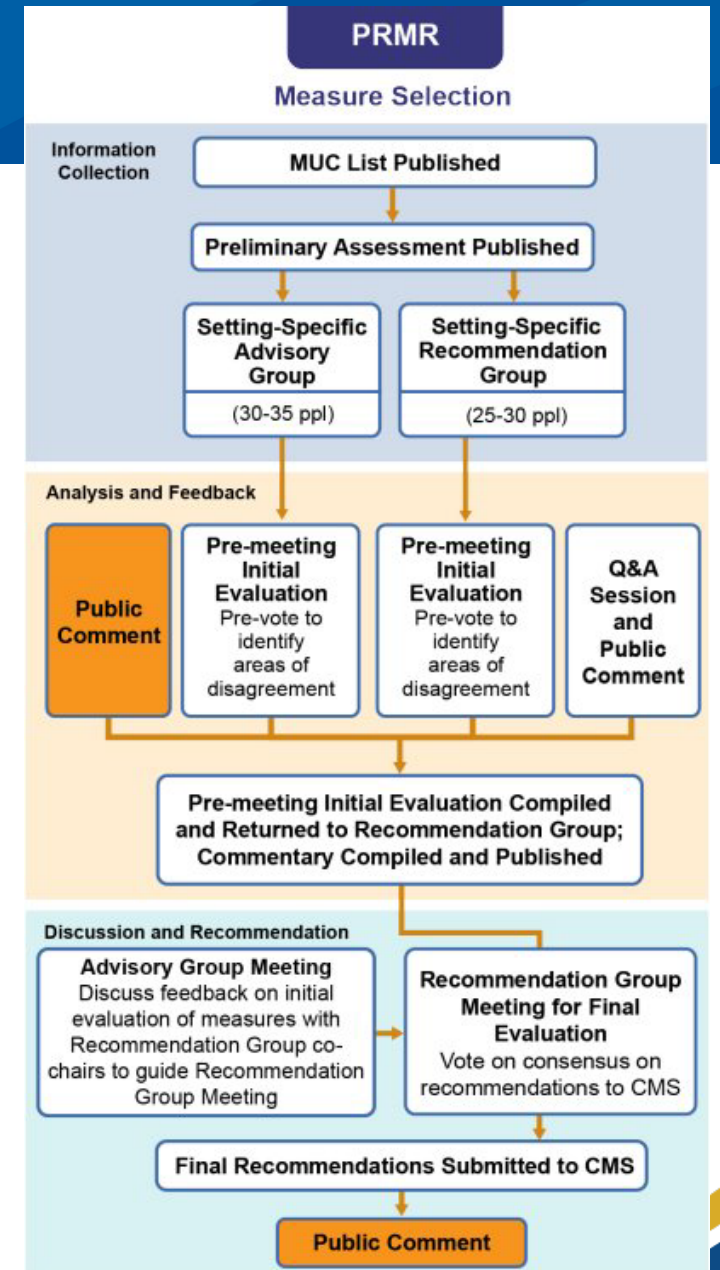 PRMR
Measure Selection
Information
Collection
MUC List Published
Preliminary Assessment Published
Setting-Specific
Advisory
Group
(30-35 ppl)
Setting-Specific
Recommendation
Group
(25-30 ppl)
Analysis and Feedback
Public
Comment
Pre-meeting
Initial
Evaluation
Pre-vote to
identify
areas of
disagreement
Pre-meeting
Initial
Evaluation
Pre-vote to
identify
areas of
disagreement
Q&A
Session
and
Public
Comment
Pre-meeting Initial Evaluation Compiled
and Returned to Recommendation Group;
Commentary Compiled and Published
Discussion and Recommendation
Advisory Group Meeting
Discuss feedback on initial
evaluation of measures with
Recommendation Group co-
chairs to guide Recommendation
Group Meeting
Recommendation Group
Meeting for Final
Evaluation
Vote on consensus on
recommendations to CMS
Final Recommendations Submitted to CMS
Public Comment